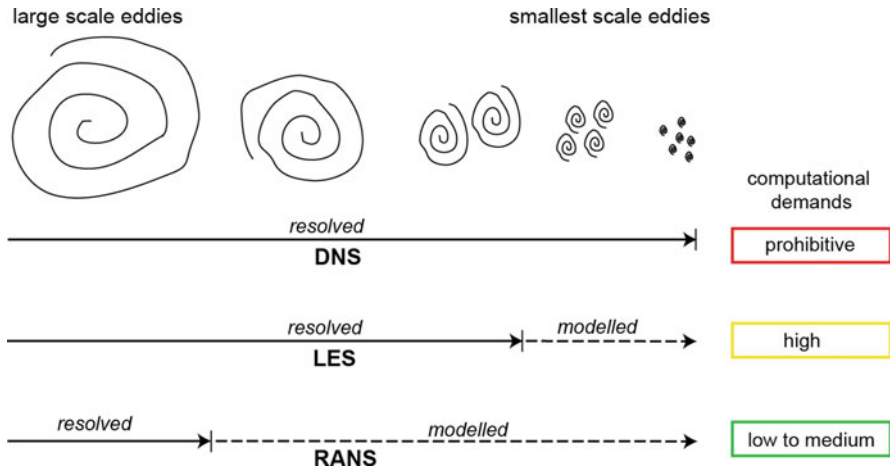 large scale eddies
smallest scale eddies
computational
demands
resolved
DNS
prohibitive
resolved
modelled
LES
high
resolved
modelled
RANS
low to medium